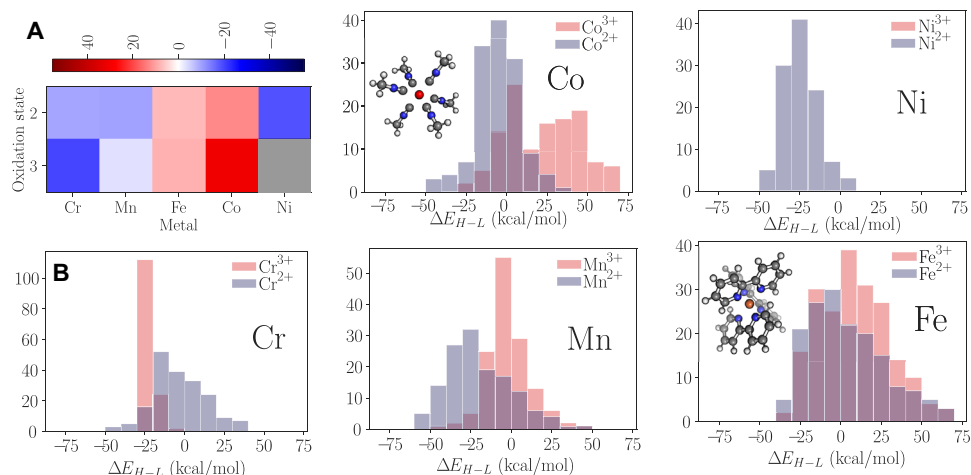 A
40
20
0
−20
−40
Oxidation state
2
3
Cr
Mn
Fe
Co
Ni
Metal
40
30
20
10
0
Co³⁺
Co²⁺
Co
−75
−50
−25
0
25
50
75
ΔE_{H−L} (kcal/mol)
40
30
20
10
0
Ni³⁺
Ni²⁺
Ni
−75
−50
−25
0
25
50
75
ΔE_{H−L} (kcal/mol)
B
100
80
60
40
20
0
Cr³⁺
Cr²⁺
Cr
−75
−50
−25
0
25
50
75
ΔE_{H−L} (kcal/mol)
50
40
30
20
10
0
Mn³⁺
Mn²⁺
Mn
−75
−50
−25
0
25
50
75
ΔE_{H−L} (kcal/mol)
40
30
20
10
0
Fe³⁺
Fe²⁺
Fe
−75
−50
−25
0
25
50
75
ΔE_{H−L} (kcal/mol)